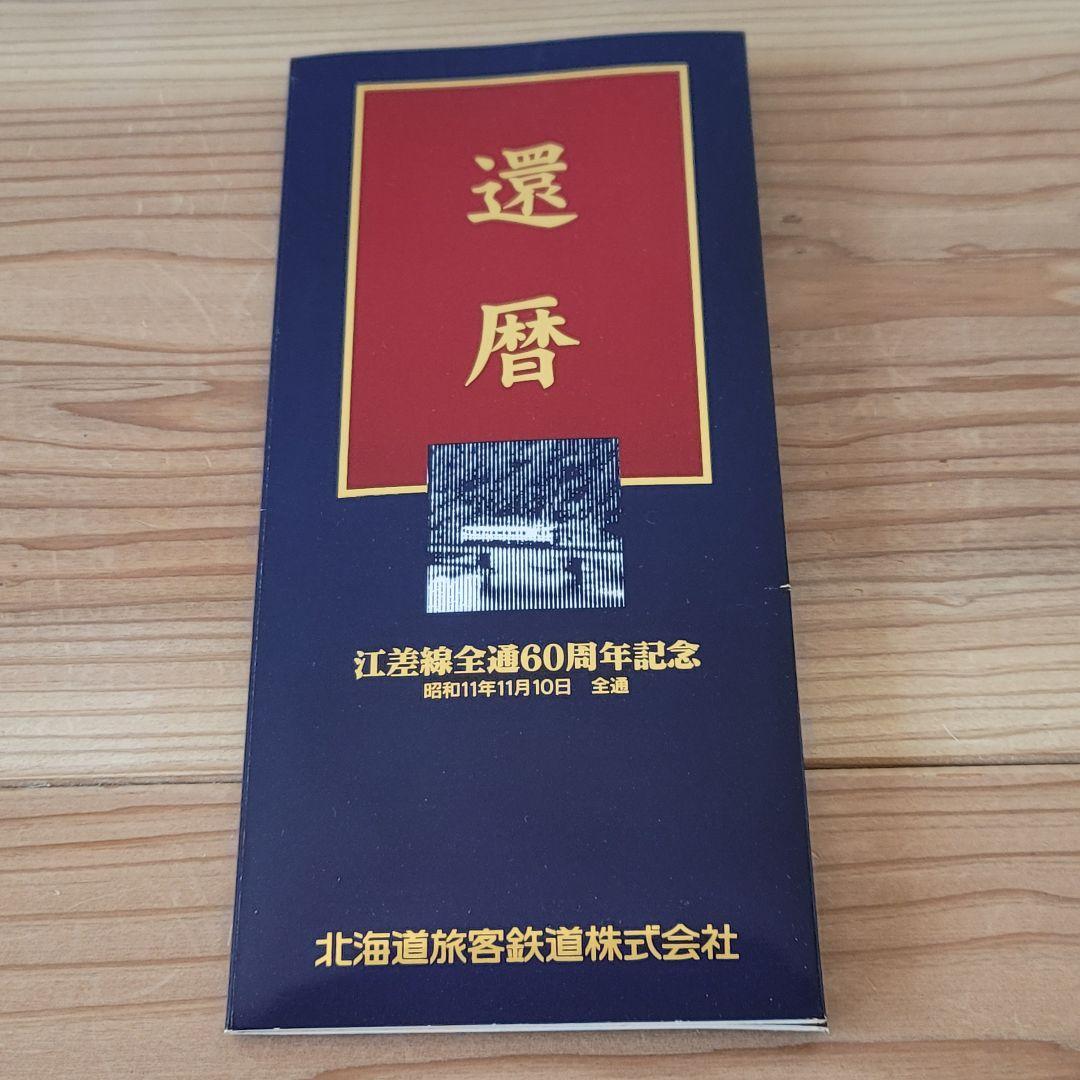 還暦
江差線全通60周年記念
昭和11年11月10日　全通
北海道旅客鉄道株式会社